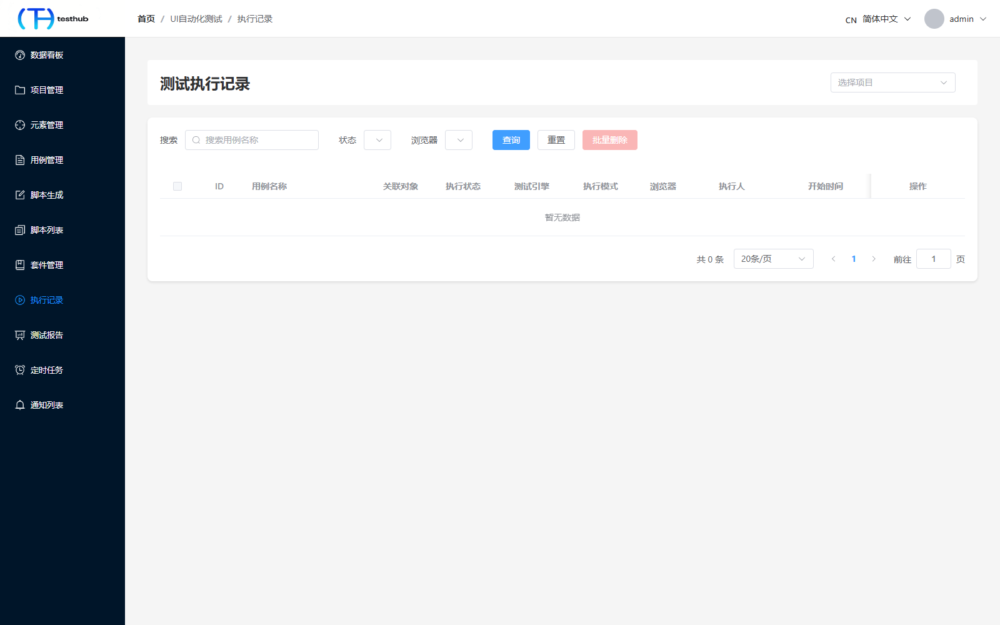 testhub
首页 / UI自动化测试 / 执行记录
CN 简体中文
admin
数据看板
项目管理
元素管理
用例管理
脚本生成
脚本列表
套件管理
执行记录
测试报告
定时任务
通知列表
测试执行记录
选择项目
搜索 搜索用例名称 状态 浏览器 查询 重置 批量删除
ID 用例名称 关联对象 执行状态 测试引擎 执行模式 浏览器 执行人 开始时间 操作
暂无数据
共 0 条 20条/页 1 前往 1 页